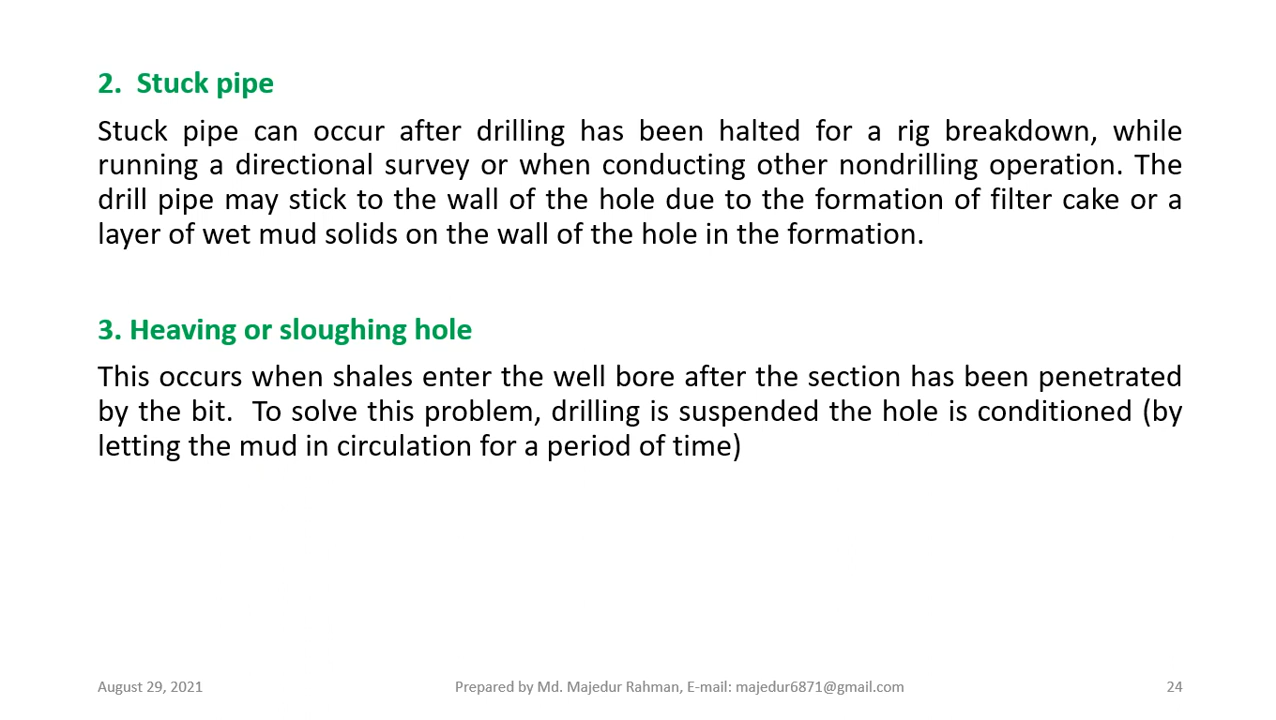 2. Stuck pipe
Stuck pipe can occur after drilling has been halted for a rig breakdown, while
running a directional survey or when conducting other nondrilling operation. The
drill pipe may stick to the wall of the hole due to the formation of filter cake or a
layer of wet mud solids on the wall of the hole in the formation.
3. Heaving or sloughing hole
This occurs when shales enter the well bore after the section has been penetrated
by the bit. To solve this problem, drilling is suspended the hole is conditioned (by
letting the mud in circulation for a period of time)
August 29, 2021
Prepared by Md. Majedur Rahman, E-mail: majedur6871@gmail.com
24